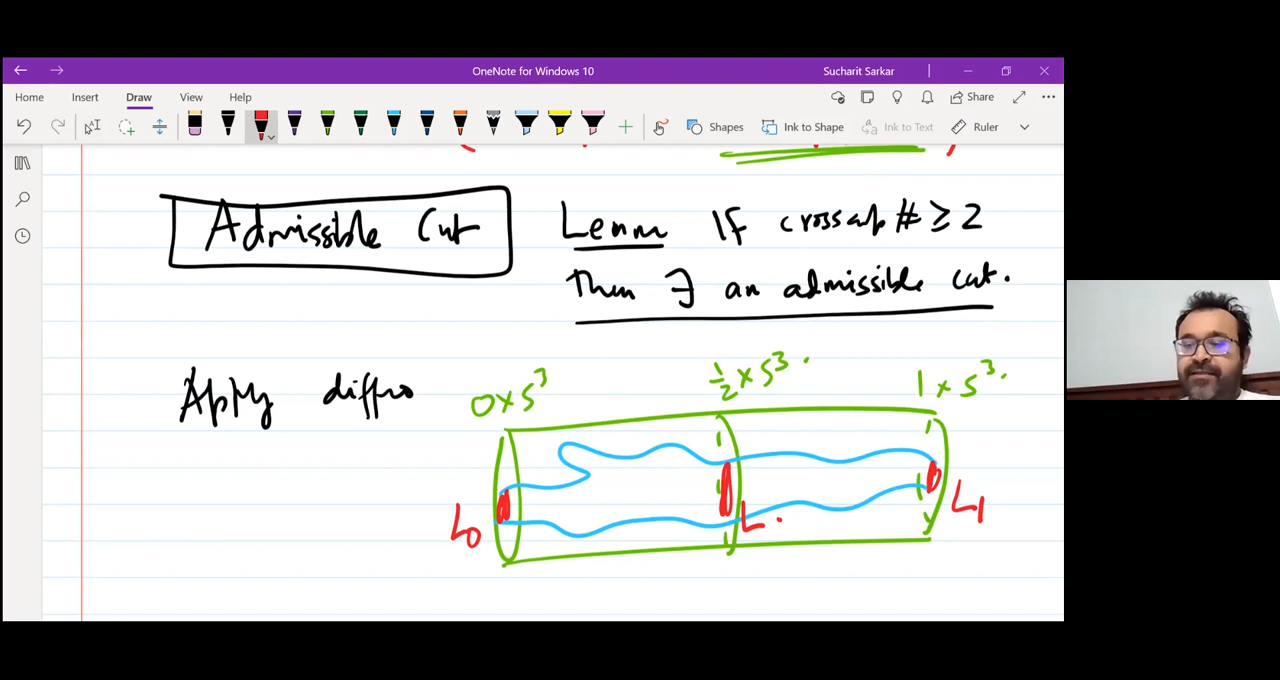 OneNote for Windows 10
Sucharit Sarkar
Home Insert Draw View Help
Share
Shapes Ink to Shape Ink to Text Ruler
Admissible Cut
Lemm If crosscap # ≥ 2
then ∃ an admissible cut.
Apply diffeo
0×S³
½×S³.
1×S³.
L₀
L.
L₁